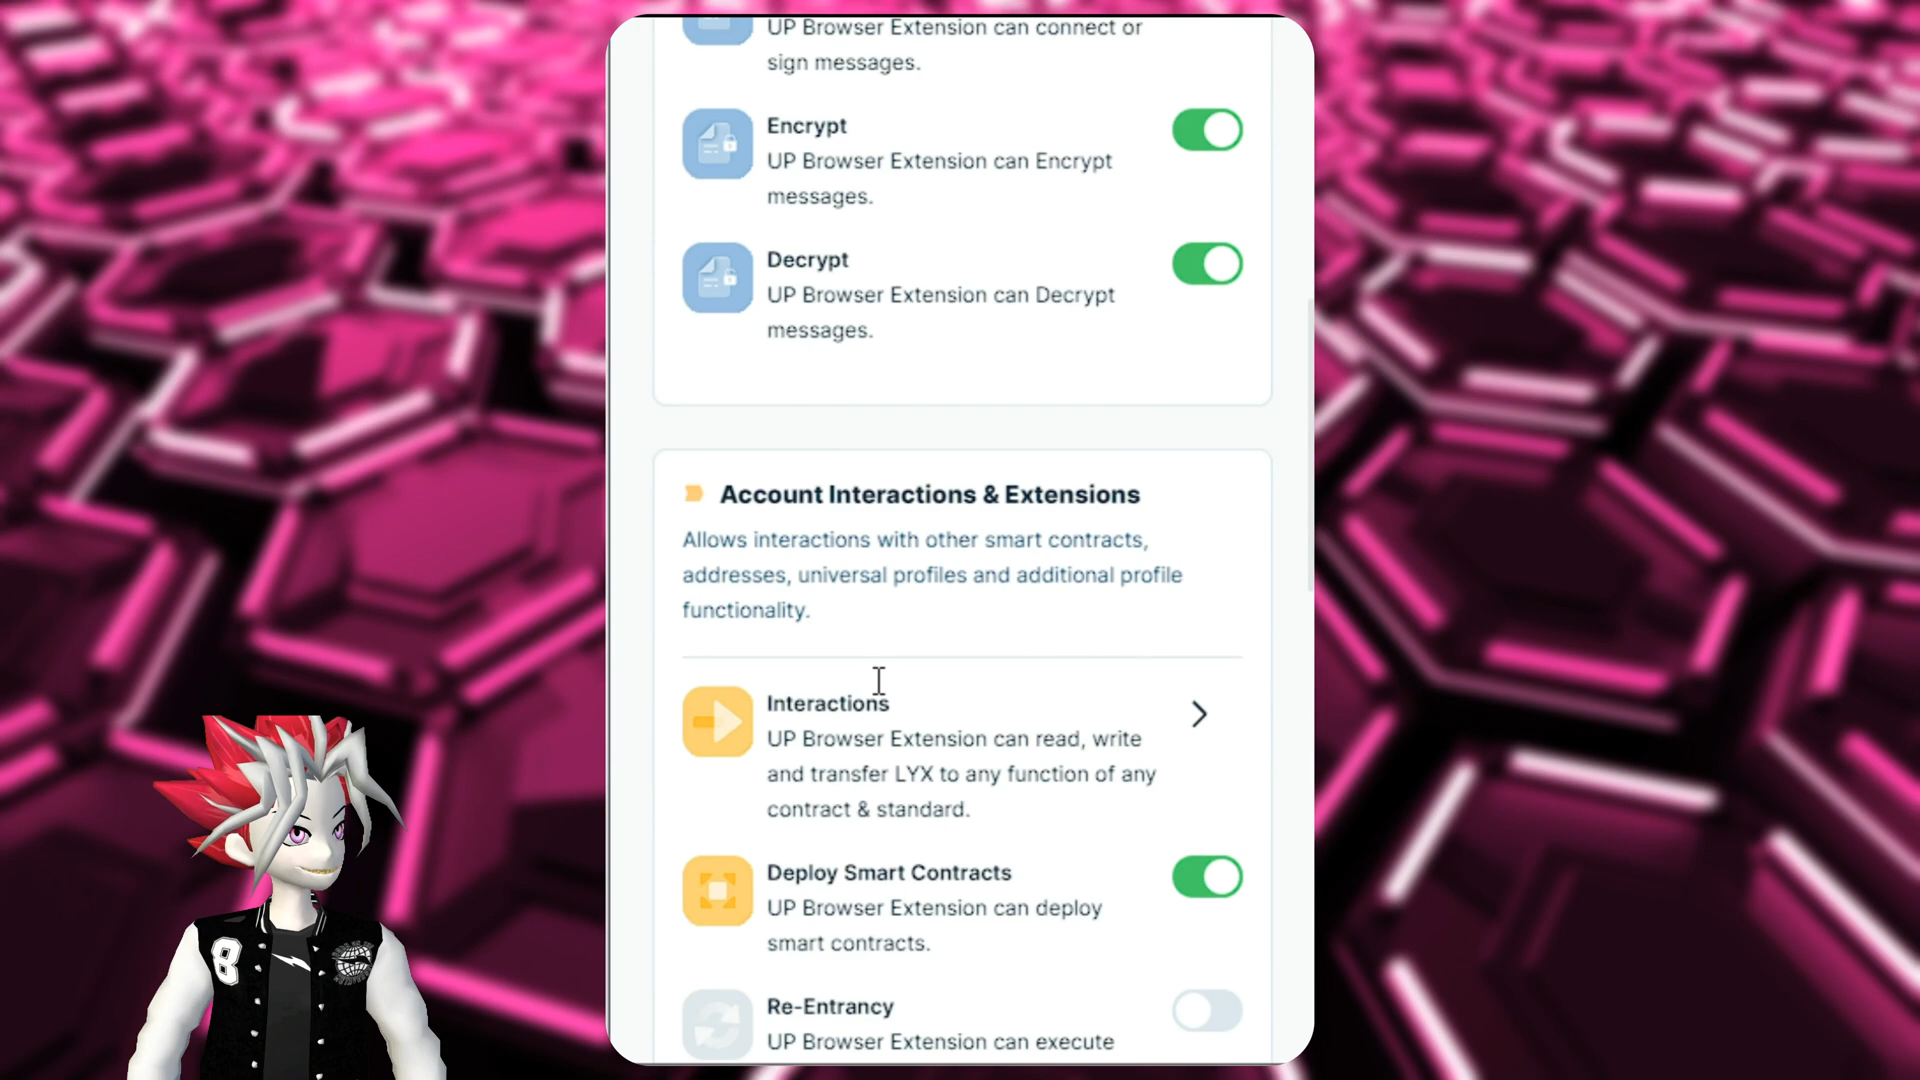 UP Browser Extension can connect or
sign messages.
Encrypt
UP Browser Extension can Encrypt
messages.
Decrypt
UP Browser Extension can Decrypt
messages.
Account Interactions & Extensions
Allows interactions with other smart contracts,
addresses, universal profiles and additional profile
functionality.
Interactions
UP Browser Extension can read, write
and transfer LYX to any function of any
contract & standard.
Deploy Smart Contracts
UP Browser Extension can deploy
smart contracts.
Re-Entrancy
UP Browser Extension can execute
8